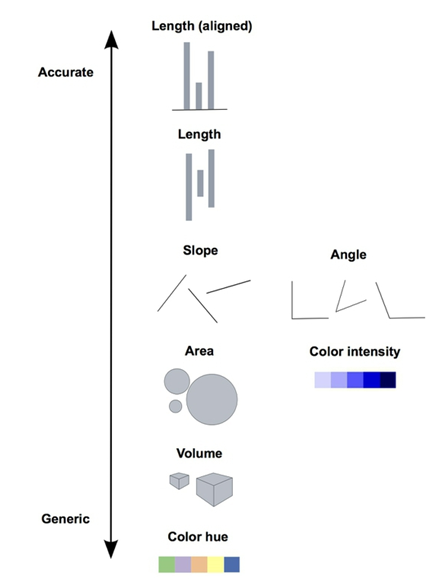 Length (aligned)
Accurate
Length
Slope
Angle
Area
Color intensity
Volume
Generic
Color hue